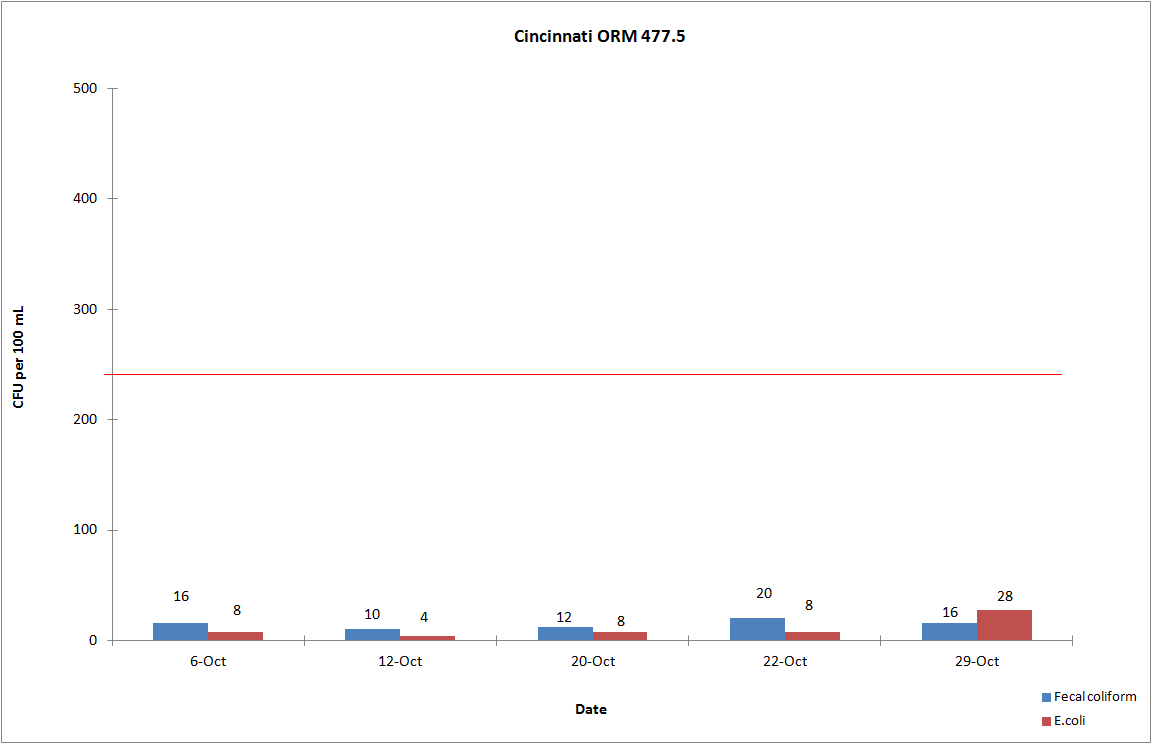 Cincinnati ORM 477.5
500
400
300
200
100
0
CFU per 100 mL
16 8 10 4 12 8 20 8 16 28
6-Oct 12-Oct 20-Oct 22-Oct 29-Oct
Date
Fecal coliform
E.coli